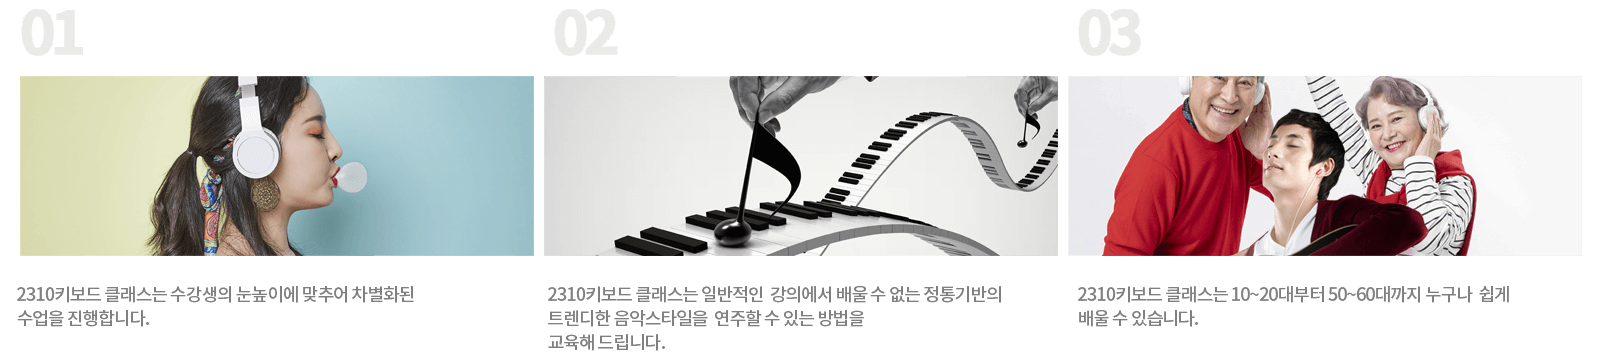 01
02
03
2310키보드 클래스는 수강생의 눈높이에 맞추어 차별화된
수업을 진행합니다.
2310키보드 클래스는 일반적인 강의에서 배울 수 없는 정통기반의
트렌디한 음악스타일을 연주할 수 있는 방법을
교육해 드립니다.
2310키보드 클래스는 10~20대부터 50~60대까지 누구나 쉽게
배울 수 있습니다.